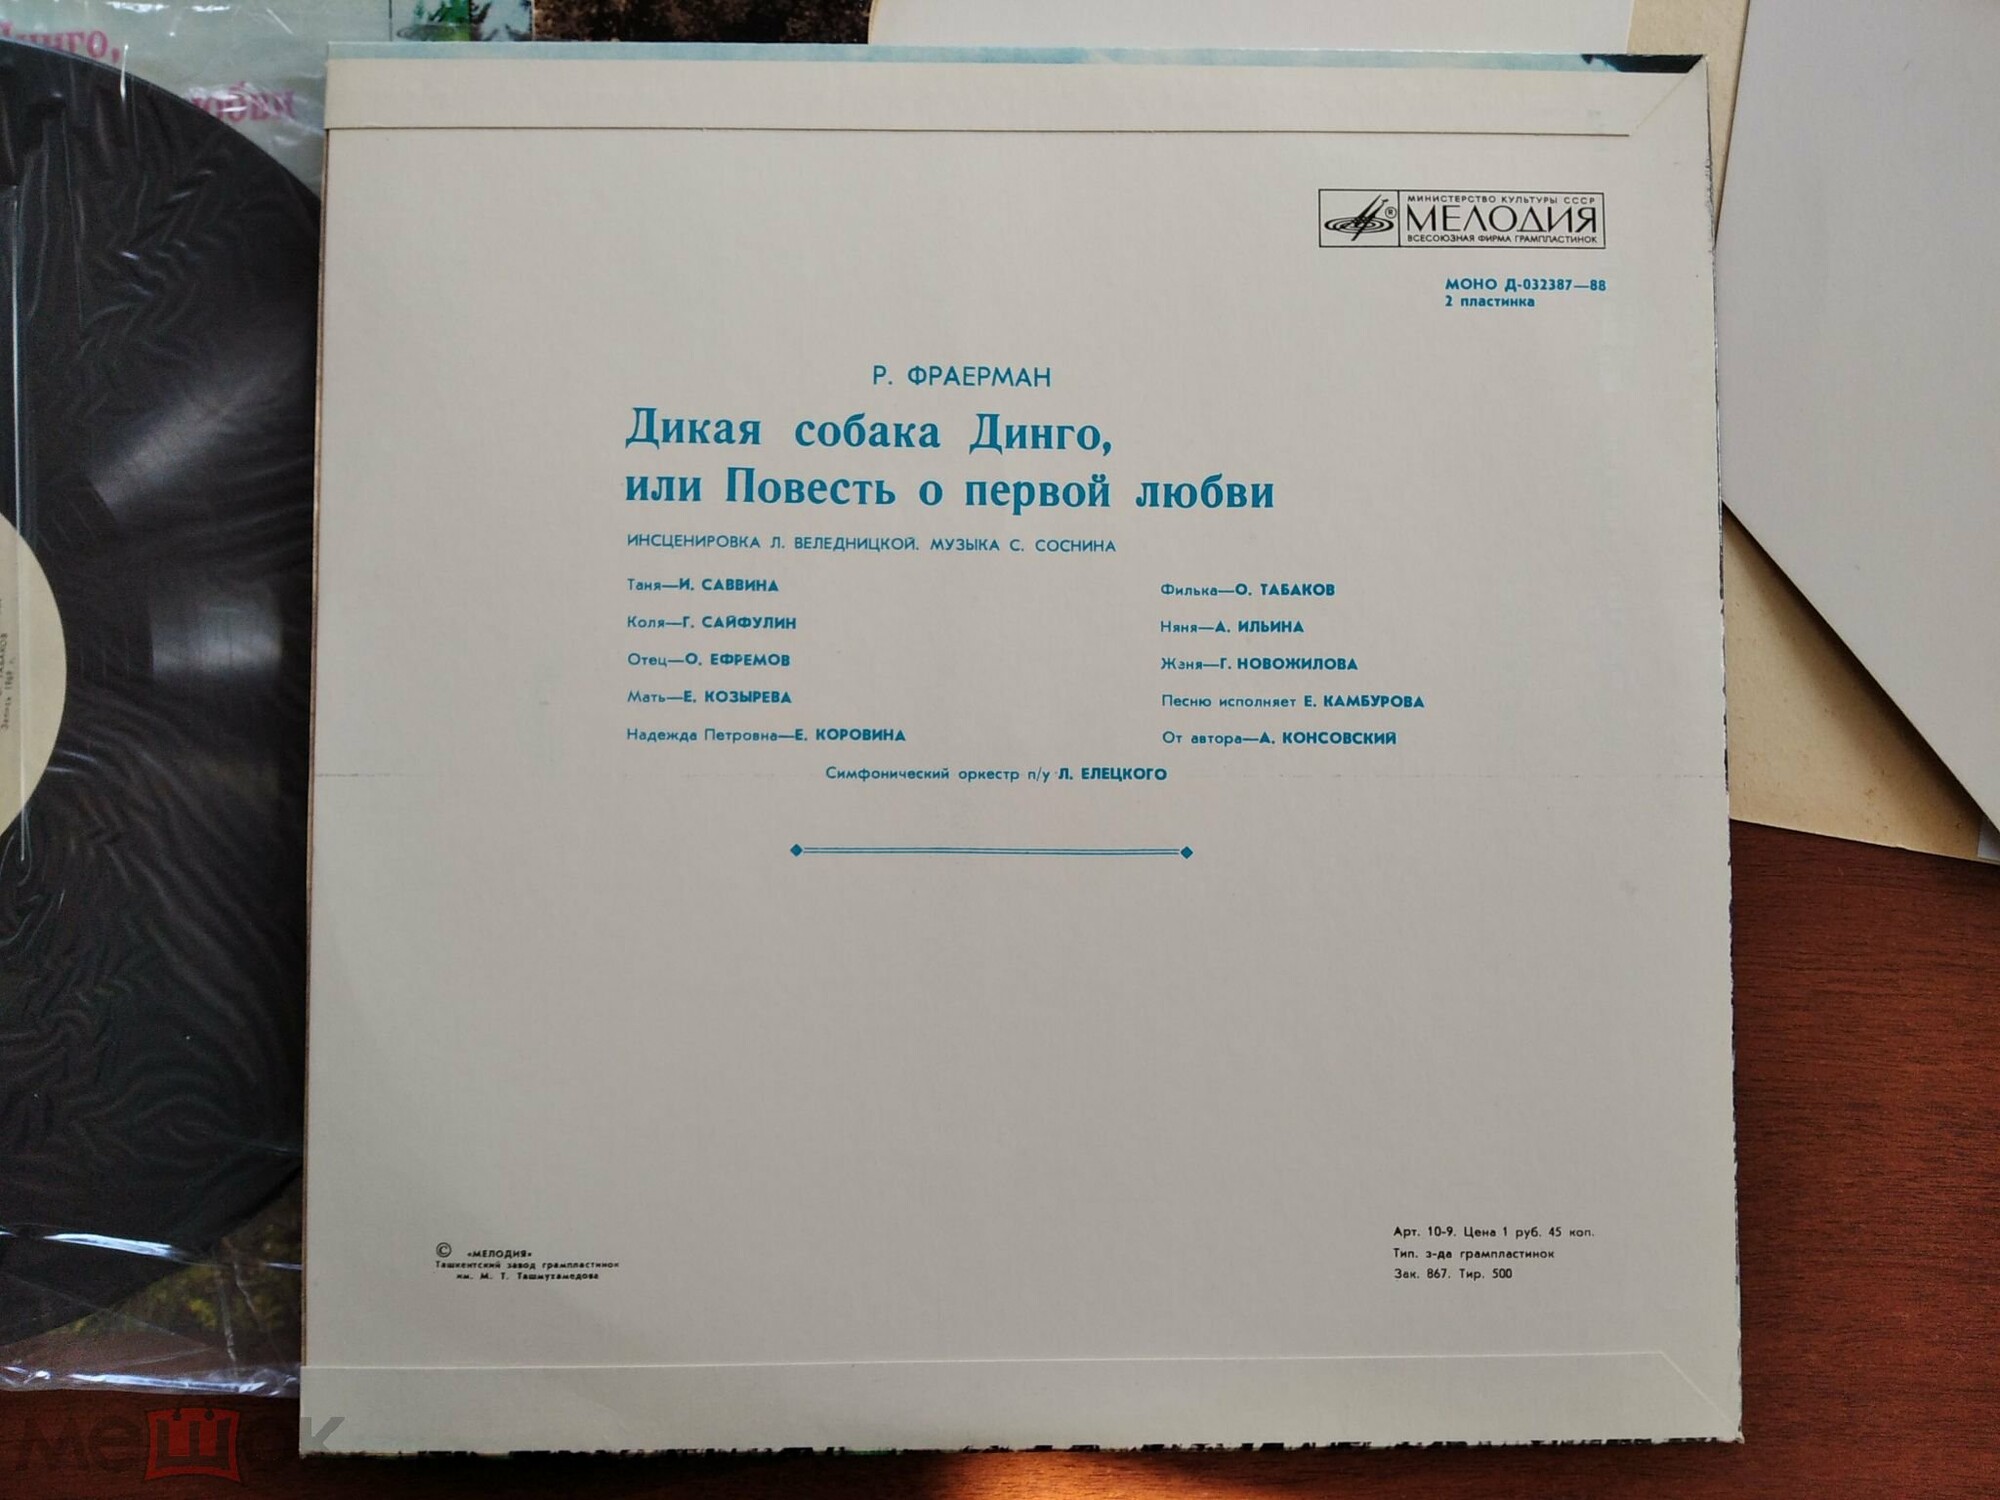 МИНИСТЕРСТВО КУЛЬТУРЫ СССР
МЕЛОДИЯ
ВСЕСОЮЗНАЯ ФИРМА ГРАМПЛАСТИНОК
МОНО Д-032387—88
2 пластинка
Р. ФРАЕРМАН
Дикая собака Динго,
или Повесть о первой любви
ИНСЦЕНИРОВКА Л. ВЕЛЕДНИЦКОЙ. МУЗЫКА С. СОСНИНА
Таня—И. САВВИНА
Коля—Г. САЙФУЛИН
Отец—О. ЕФРЕМОВ
Мать—Е. КОЗЫРЕВА
Надежда Петровна—Е. КОРОВИНА
Филька—О. ТАБАКОВ
Няня—А. ИЛЬИНА
Жэня—Г. НОВОЖИЛОВА
Песню исполняет Е. КАМБУРОВА
От автора—А. КОНСОВСКИЙ
Симфонический оркестр п/у Л. ЕЛЕЦКОГО
© «МЕЛОДИЯ»
Ташкентский завод грампластинок
им. М. Т. Ташмухамедова
Арт. 10-9. Цена 1 руб. 45 коп.
Тип. з-да грампластинок
Зак. 867. Тир. 500
мешок